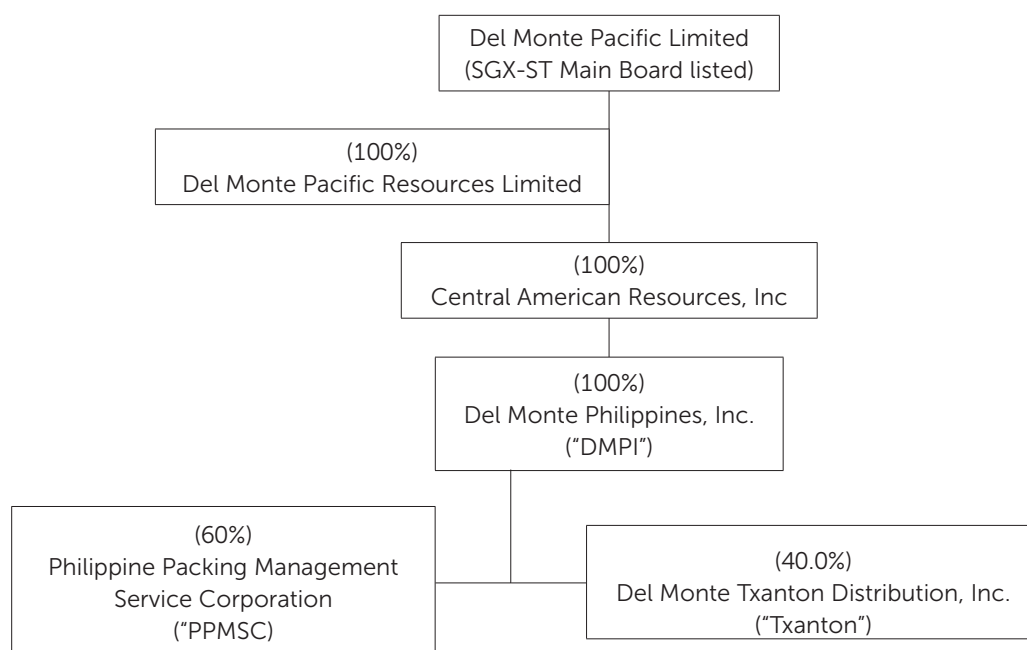 Del Monte Pacific Limited
(SGX-ST Main Board listed)
(100%)
Del Monte Pacific Resources Limited
(100%)
Central American Resources, Inc
(100%)
Del Monte Philippines, Inc.
(“DMPI”)
(60%)
Philippine Packing Management
Service Corporation
(“PPMSC)
(40.0%)
Del Monte Txanton Distribution, Inc.
(“Txanton”)